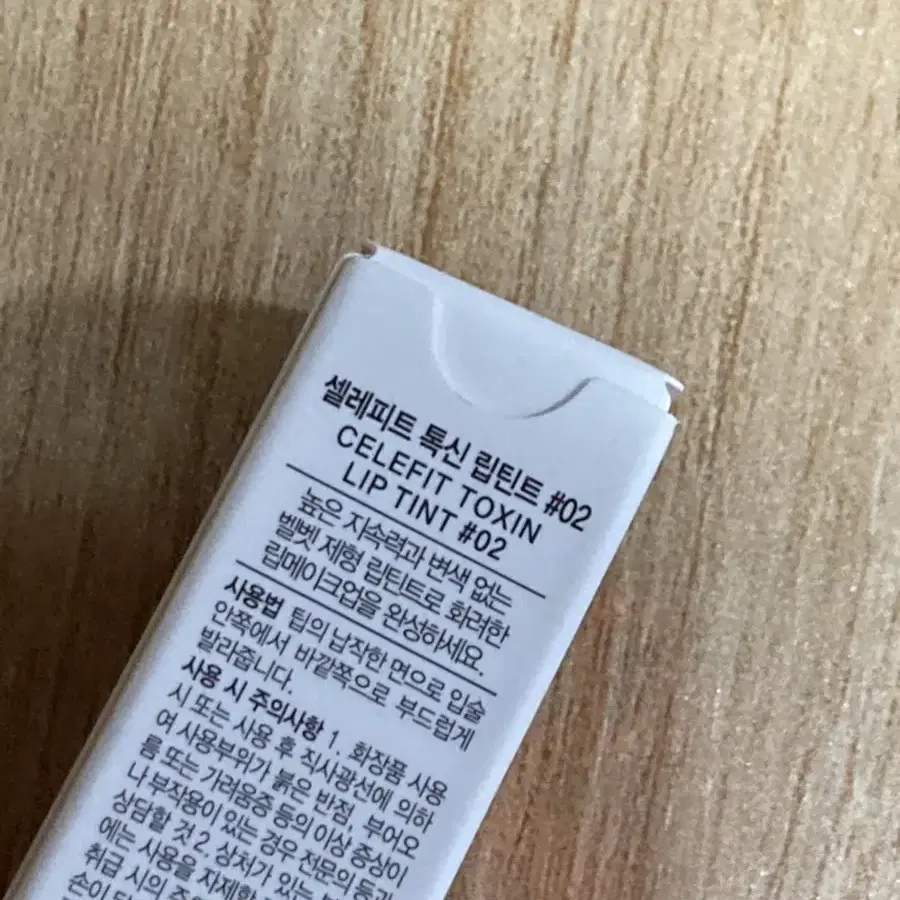 셀레피트 톡신 립틴트 #02
CELEFIT TOXIN
LIP TINT #02
높은 지속력과 변색 없는
벨벳 제형 립틴트로 화려한
립메이크업을 완성하세요.
사용법 팁의 납작한 면으로 입술
안쪽에서 바깥쪽으로 부드럽게
발라줍니다.
사용 시 주의사항 1. 화장품 사용
시 또는 사용 후 직사광선에 의하
여 사용부위가 붉은 반점, 부어오
름 또는 가려움증 등의 이상 증상이
나 부작용이 있는 경우 전문의 등과
상담할 것 2. 상처가 있는
에는 사용을 자제할
취급 시의
손이